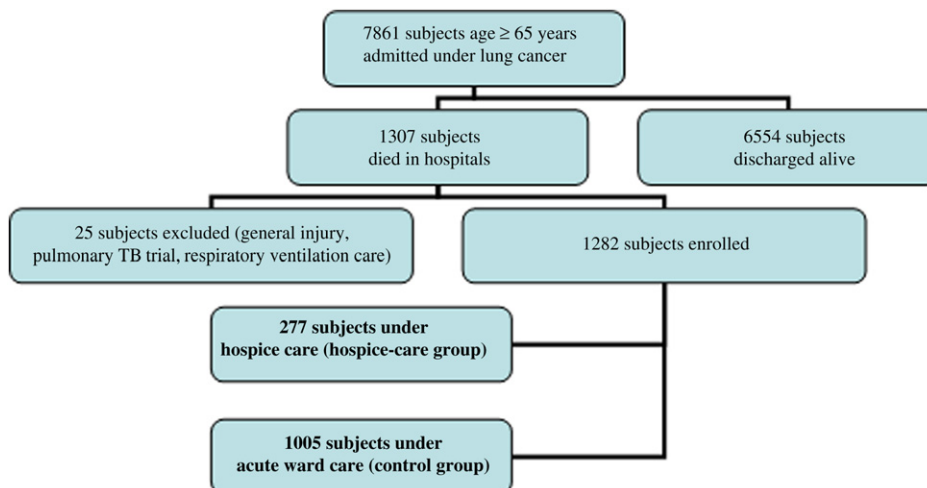 7861 subjects age ≥ 65 years
admitted under lung cancer
1307 subjects
died in hospitals
6554 subjects
discharged alive
25 subjects excluded (general injury,
pulmonary TB trial, respiratory ventilation care)
1282 subjects enrolled
277 subjects under
hospice care (hospice-care group)
1005 subjects under
acute ward care (control group)